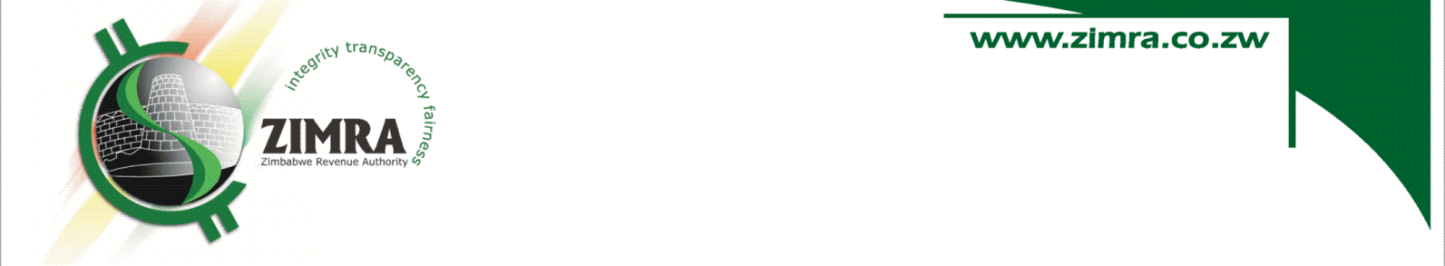 integrity transparency fairness
ZIMRA
Zimbabwe Revenue Authority
www.zimra.co.zw